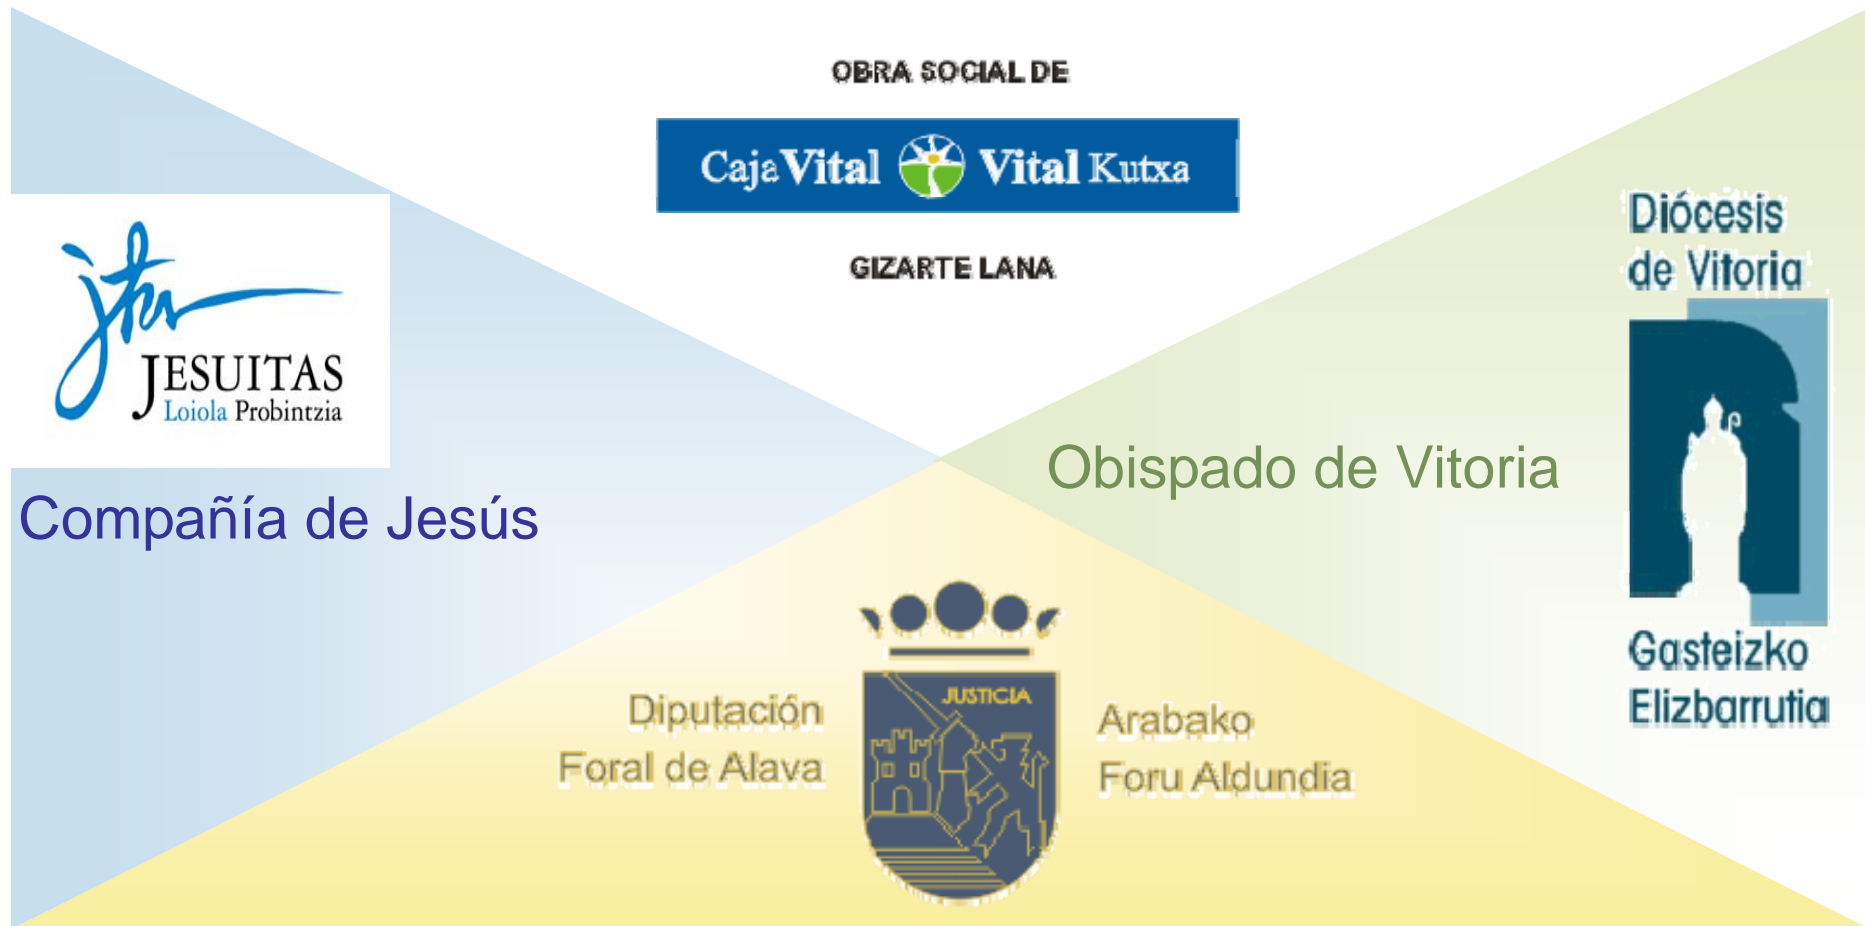 OBRA SOCIAL DE
Caja Vital Vital Kutxa
GIZARTE LANA
JESUITAS
Loiola Probintzia
Compañía de Jesús
Obispado de Vitoria
Diócesis
de Vitoria
Gasteizko
Elizbarrutia
Diputación
Foral de Alava
JUSTICIA
Arabako
Foru Aldundia